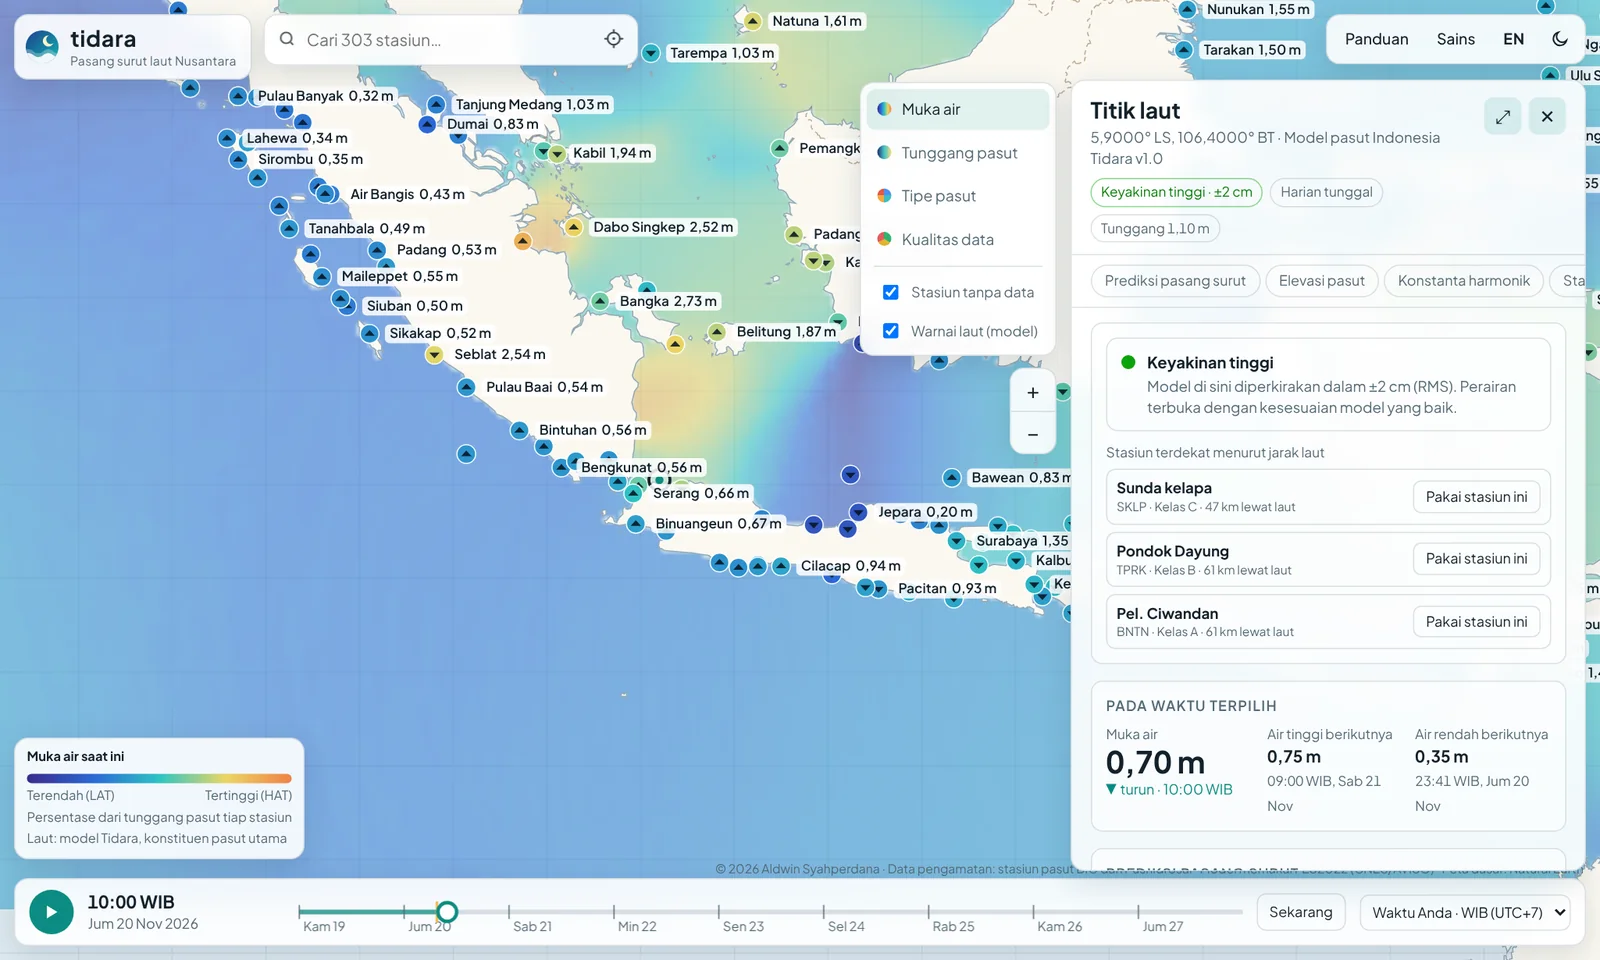 tidara
Pasang surut laut Nusantara
Cari 303 stasiun...
Panduan
Sains
EN
Natuna 1,61 m
Tarempa 1,03 m
Nunukan 1,55 m
Tarakan 1,50 m
Pulau Banyak 0,32 m
Tanjung Medang 1,03 m
Dumai 0,83 m
Lahewa 0,34 m
Sirombu 0,35 m
Kabil 1,94 m
Air Bangis 0,43 m
Tanahbala 0,49 m
Dabo Singkep 2,52 m
Padang 0,53 m
Maileppet 0,55 m
Siuban 0,50 m
Bangka 2,73 m
Sikakap 0,52 m
Belitung 1,87 m
Seblat 2,54 m
Pulau Baai 0,54 m
Bintuhan 0,56 m
Bengkunat 0,56 m
Serang 0,66 m
Binuangeun 0,67 m
Bawean 0,83 m
Jepara 0,20 m
Surabaya 1,35
Cilacap 0,94 m
Pacitan 0,93 m
Muka air
Tunggang pasut
Tipe pasut
Kualitas data
Stasiun tanpa data
Warnai laut (model)
+
−
Titik laut
5,9000° LS, 106,4000° BT · Model pasut Indonesia
Tidara v1.0
Keyakinan tinggi · ±2 cm
Harian tunggal
Tunggang 1,10 m
Prediksi pasang surut
Elevasi pasut
Konstanta harmonik
Keyakinan tinggi
Model di sini diperkirakan dalam ±2 cm (RMS). Perairan
terbuka dengan kesesuaian model yang baik.
Stasiun terdekat menurut jarak laut
Sunda kelapa
SKLP · Kelas C · 47 km lewat laut
Pakai stasiun ini
Pondok Dayung
TPRK · Kelas B · 61 km lewat laut
Pakai stasiun ini
Pel. Ciwandan
BNTN · Kelas A · 61 km lewat laut
Pakai stasiun ini
PADA WAKTU TERPILIH
Muka air
0,70 m
▼ turun · 10:00 WIB
Air tinggi berikutnya
0,75 m
09:00 WIB, Sab 21
Nov
Air rendah berikutnya
0,35 m
23:41 WIB, Jum 20
Nov
Muka air saat ini
Terendah (LAT)
Tertinggi (HAT)
Persentase dari tunggang pasut tiap stasiun
Laut: model Tidara, konstituen pasut utama
© 2026 Aldwin Syahperdana · Data pengamatan: stasiun pasut
10:00 WIB
Jum 20 Nov 2026
Kam 19
Jum 20
Sab 21
Min 22
Sen 23
Sel 24
Rab 25
Kam 26
Jum 27
Sekarang
Waktu Anda · WIB (UTC+7)